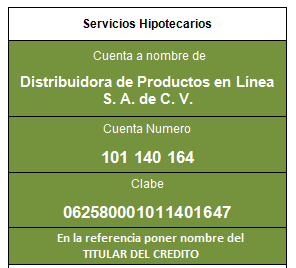 Servicios Hipotecarios
Cuenta a nombre de
Distribuidora de Productos en Línea
S. A. de C. V.
Cuenta Numero
101 140 164
Clabe
062580001011401647
En la referencia poner nombre del
TITULAR DEL CREDITO